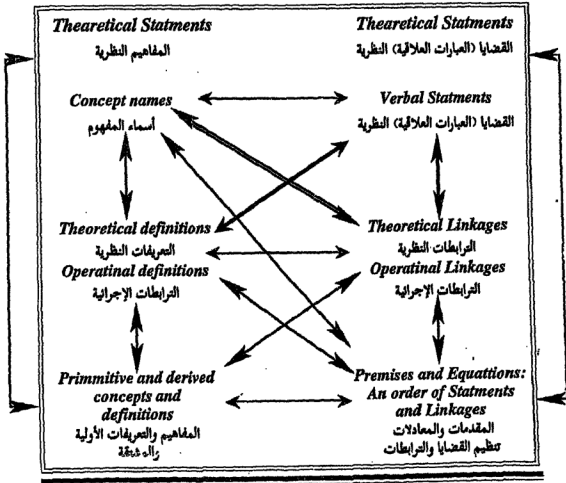 Thearetical Statments
المفاهيم النظرية
Thearetical Statments
القضايا (العبارات العلاقية) النظرية
Concept names
أسماء المفهوم
Verbal Statments
القضايا (العبارات العلاقية) النظرية
Theoretical definitions
التعريفات النظرية
Operatinal definitions
الترابطات الإجرائية
Theoretical Linkages
الترابطات النظرية
Operatinal Linkages
الترابطات الإجرائية
Primmitive and derived
concepts and
definitions
المفاهيم والتعريفات الأولية
والمشتقة
Premises and Equattions:
An order of Statments
and Linkages
المقدمات والمعادلات
تنظيم القضايا والترابطات